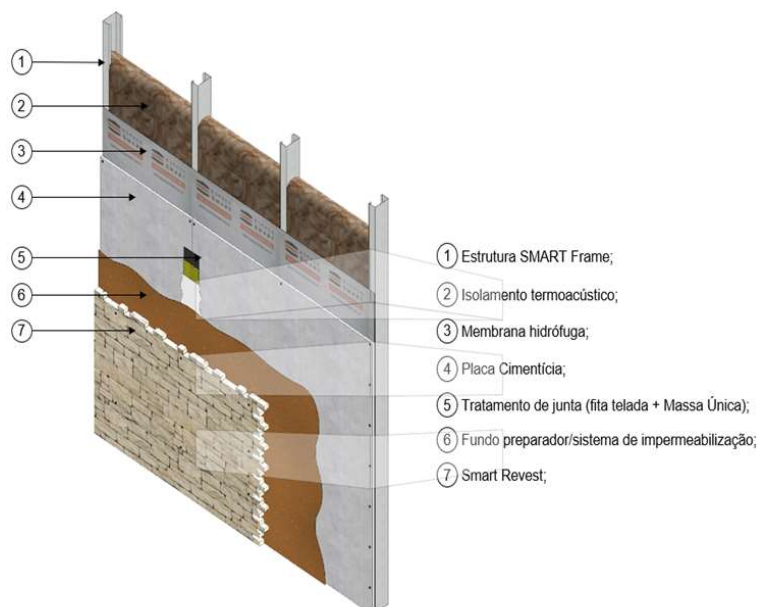 1
2
3
4
5
6
7
1 Estrutura SMART Frame;
2 Isolamento termoacústico;
3 Membrana hidrófuga;
4 Placa Cimentícia;
5 Tratamento de junta (fita telada + Massa Única);
6 Fundo preparador/sistema de impermeabilização;
7 Smart Revest;